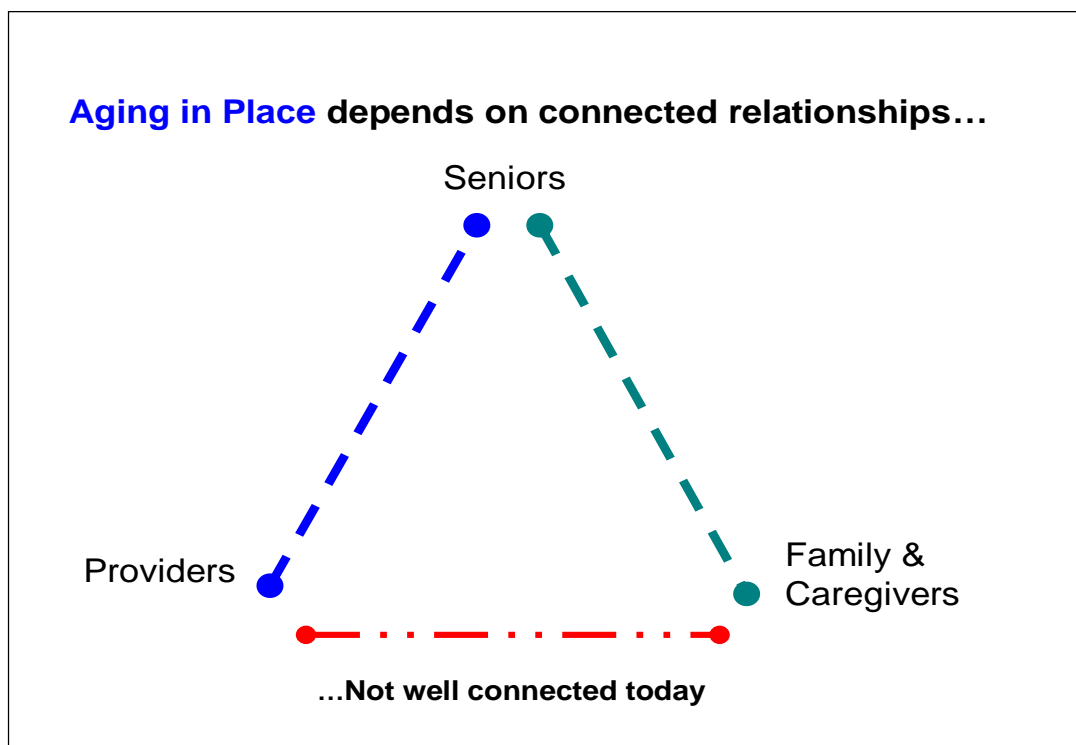 Aging in Place depends on connected relationships…
Seniors
Providers
Family &
Caregivers
…Not well connected today